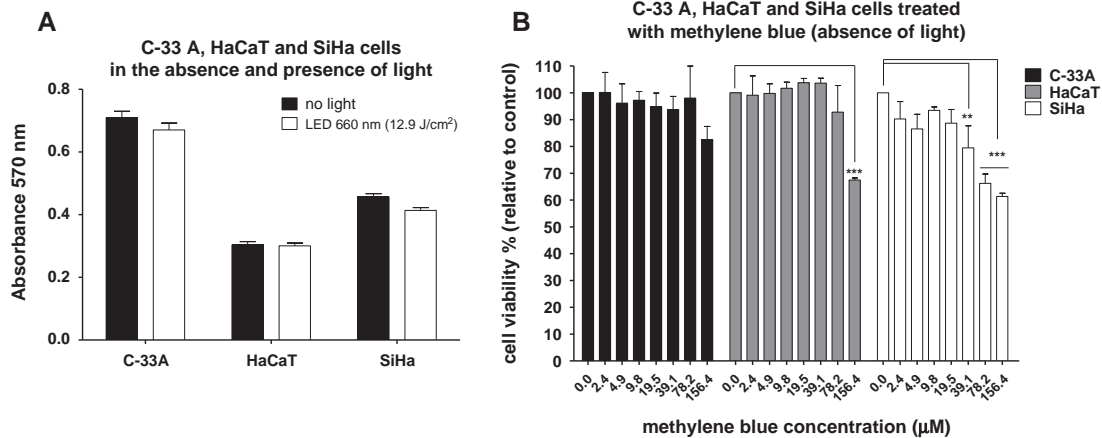 A
C-33 A, HaCaT and SiHa cells
in the absence and presence of light
no light
LED 660 nm (12.9 J/cm²)
Absorbance 570 nm
0.8
0.6
0.4
0.2
0.0
C-33A HaCaT SiHa
B
C-33 A, HaCaT and SiHa cells treated
with methylene blue (absence of light)
C-33A
HaCaT
SiHa
cell viability % (relative to control)
110
100
90
80
70
60
50
40
30
20
10
0
***
**
***
0.0 2.4 4.9 9.8 19.5 39.1 78.2 156.4 0.0 2.4 4.9 9.8 19.5 39.1 78.2 156.4 0.0 2.4 4.9 9.8 19.5 39.1 78.2 156.4
methylene blue concentration (µM)